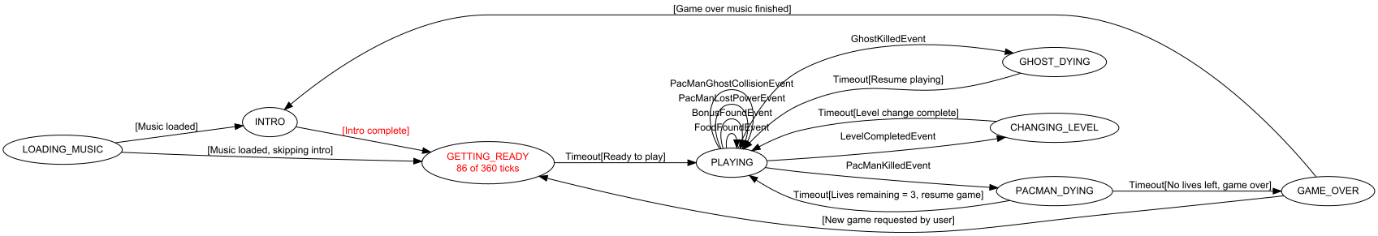 [Game over music finished]
GhostKilledEvent
GHOST_DYING
Timeout[Resume playing]
PacManGhostCollisionEvent
PacManLostPowerEvent
BonusFoundEvent
FoodFoundEvent
Timeout[Level change complete]
CHANGING_LEVEL
LevelCompletedEvent
INTRO
[Music loaded]
[Intro complete]
LOADING_MUSIC
[Music loaded, skipping intro]
GETTING_READY
86 of 360 ticks
Timeout[Ready to play]
PLAYING
PacManKilledEvent
Timeout[Lives remaining = 3, resume game]
PACMAN_DYING
Timeout[No lives left, game over]
GAME_OVER
[New game requested by user]